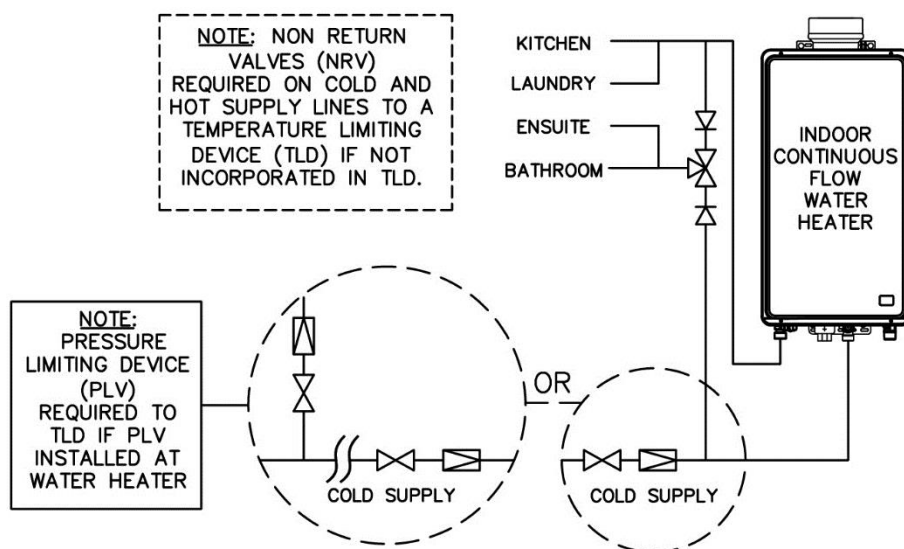 NOTE: NON RETURN
VALVES (NRV)
REQUIRED ON COLD AND
HOT SUPPLY LINES TO A
TEMPERATURE LIMITING
DEVICE (TLD) IF NOT
INCORPORATED IN TLD.
KITCHEN
LAUNDRY
ENSUITE
BATHROOM
INDOOR
CONTINUOUS
FLOW
WATER
HEATER
NOTE:
PRESSURE
LIMITING DEVICE
(PLV)
REQUIRED TO
TLD IF PLV
INSTALLED AT
WATER HEATER
OR
COLD SUPPLY
COLD SUPPLY